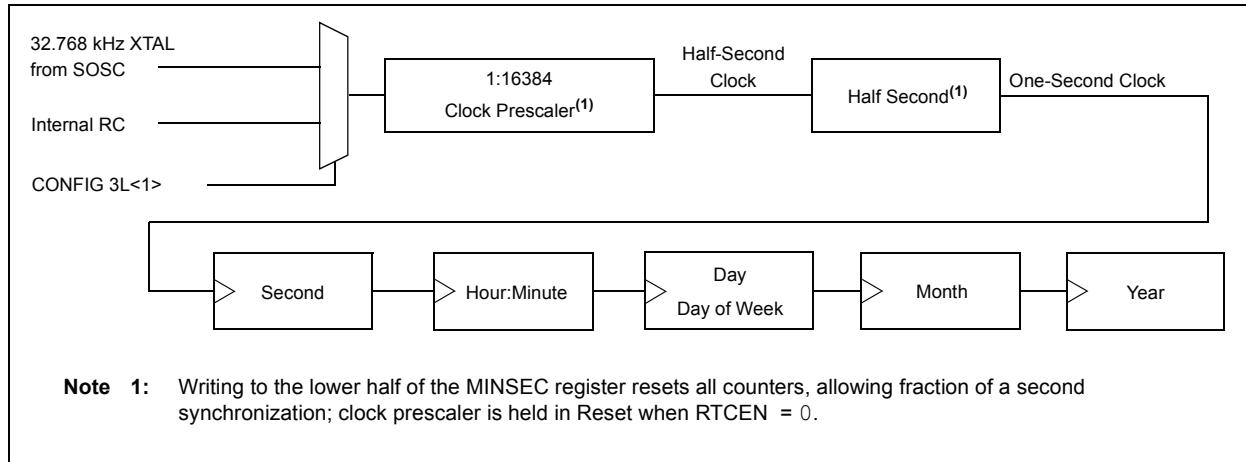 32.768 kHz XTAL
from SOSC
Internal RC
CONFIG 3L<1>
1:16384
Clock Prescaler(1)
Half-Second
Clock
Half Second(1)
One-Second Clock
Second
Hour:Minute
Day
Day of Week
Month
Year
Note 1: Writing to the lower half of the MINSEC register resets all counters, allowing fraction of a second
synchronization; clock prescaler is held in Reset when RTCEN = 0.